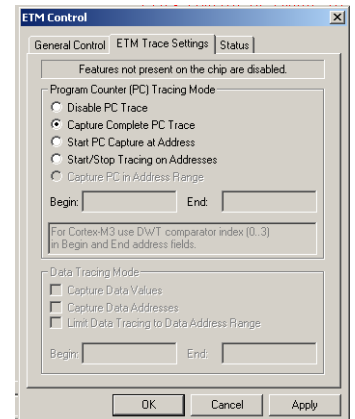 ETM Control
General Control ETM Trace Settings Status
Features not present on the chip are disabled.
Program Counter (PC) Tracing Mode
Disable PC Trace
Capture Complete PC Trace
Start PC Capture at Address
Start/Stop Tracing on Addresses
Capture PC in Address Range
Begin: End:
For Cortex-M3 use DWT comparator index (0..3)
in Begin and End address fields.
Data Tracing Mode
Capture Data Values
Capture Data Addresses
Limit Data Tracing to Data Address Range
Begin: End:
OK Cancel Apply